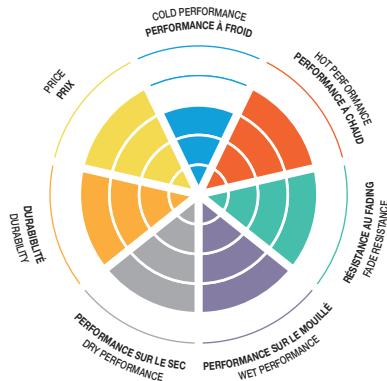 COLD PERFORMANCE
PERFORMANCE À FROID
HOT PERFORMANCE
PERFORMANCE À CHAUD
RÉSISTANCE AU FADING
FADE RESISTANCE
PERFORMANCE SUR LE MOUILLÉ
WET PERFORMANCE
PERFORMANCE SUR LE SEC
DRY PERFORMANCE
DURABIBLITÉ
DURABILITY
PRICE
PRIX